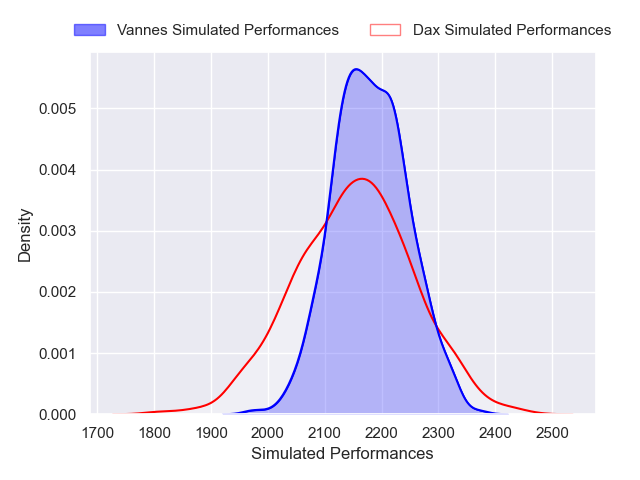 Vannes Simulated Performances Dax Simulated Performances
0.005
0.004
0.003
0.002
0.001
0.000
Density
1700 1800 1900 2000 2100 2200 2300 2400 2500
Simulated Performances